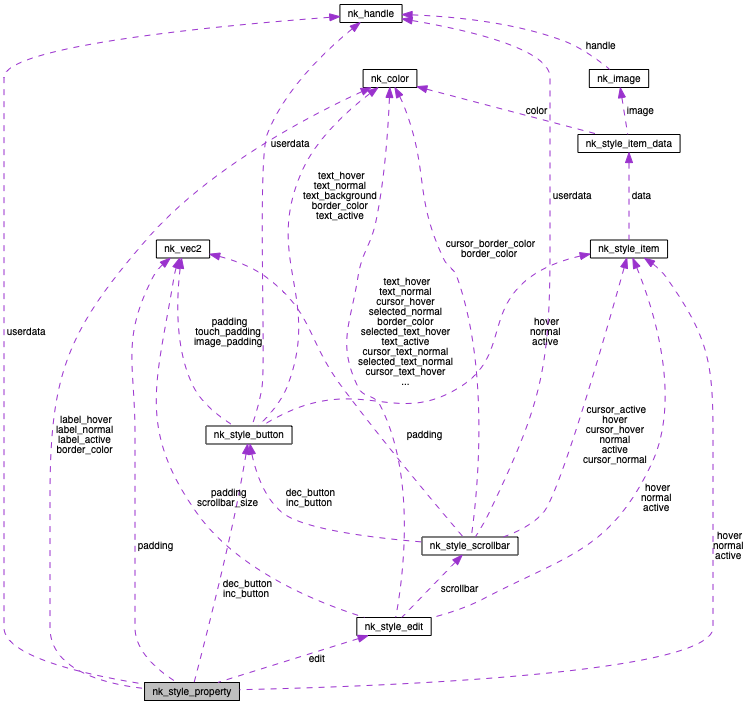 nk_handle
handle
nk_color
nk_image
color
image
userdata
nk_style_item_data
text_hover
text_normal
text_background
border_color
text_active
userdata
data
nk_vec2
cursor_border_color
border_color
nk_style_item
userdata
padding
touch_padding
image_padding
text_hover
text_normal
cursor_hover
selected_normal
border_color
selected_text_hover
text_active
cursor_text_normal
selected_text_normal
cursor_text_hover
...
hover
normal
active
label_hover
label_normal
label_active
border_color
nk_style_button
padding
cursor_active
hover
cursor_hover
normal
active
cursor_normal
padding
scrollbar_size
dec_button
inc_button
hover
normal
active
padding
nk_style_scrollbar
hover
normal
active
dec_button
inc_button
scrollbar
nk_style_edit
edit
nk_style_property